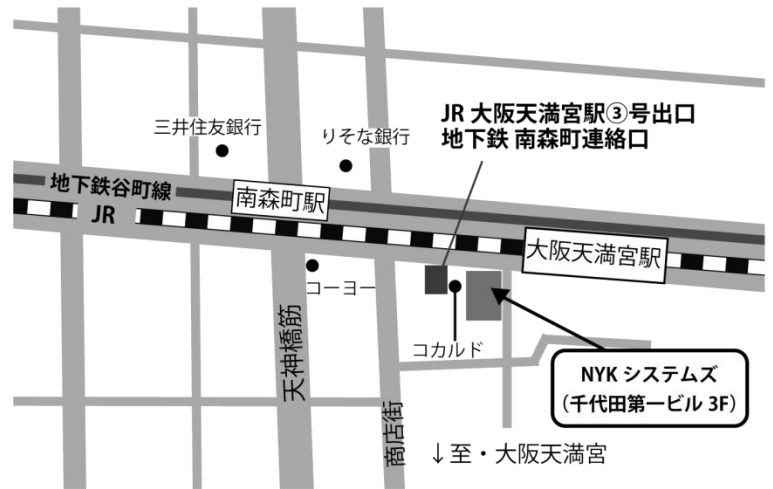 JR 大阪天満宮駅③号出口
地下鉄 南森町連絡口
三井住友銀行
りそな銀行
地下鉄谷町線
JR
南森町駅
大阪天満宮駅
コーヨー
コカルド
天神橋筋
商店街
NYK システムズ
(千代田第一ビル 3F)
↓至・大阪天満宮